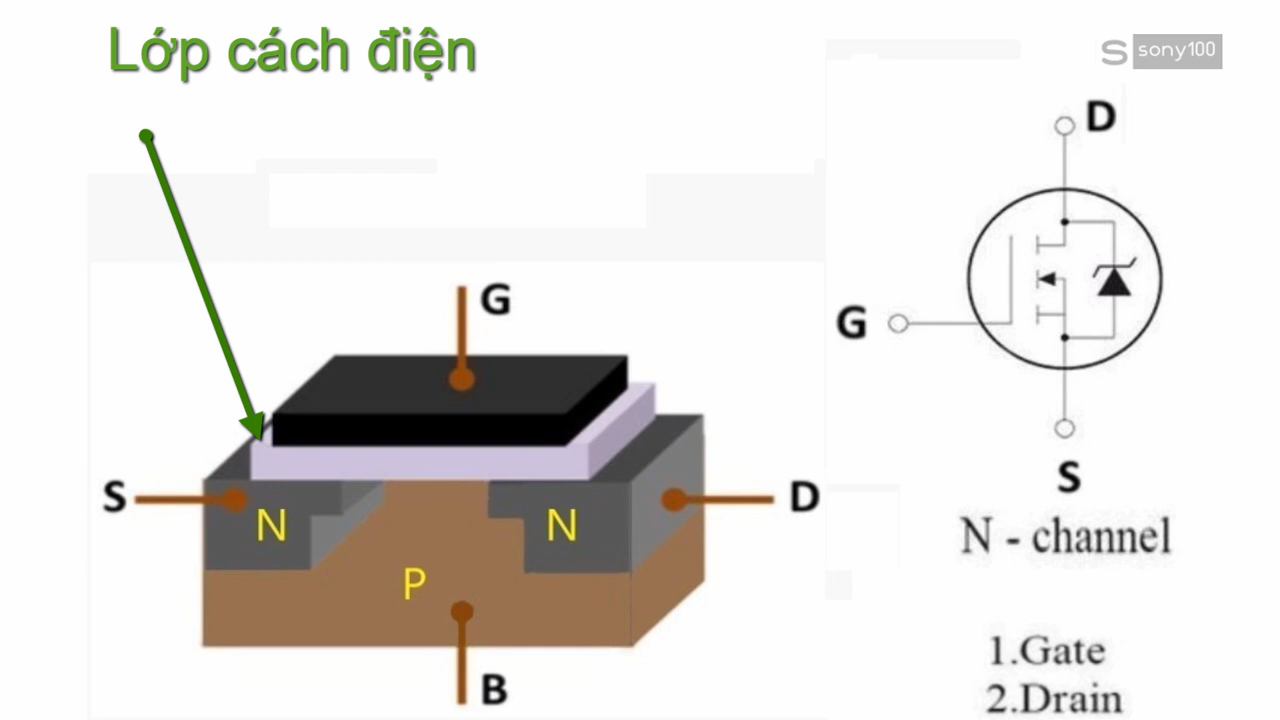 Lớp cách điện
S sony100
D
G
G
S
S
D
N
N
N - channel
P
B
1.Gate
2.Drain